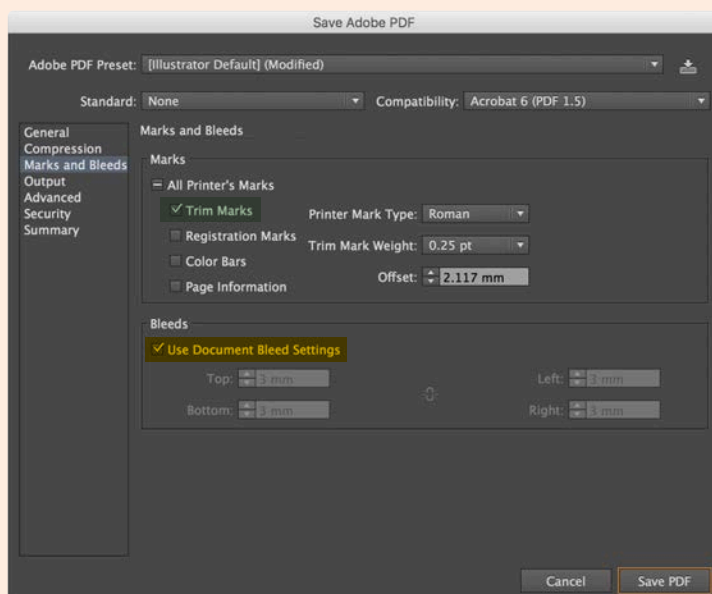 Save Adobe PDF
Adobe PDF Preset: [Illustrator Default] (Modified)
Standard: None Compatibility: Acrobat 6 (PDF 1.5)
General
Compression
Marks and Bleeds
Output
Advanced
Security
Summary
Marks and Bleeds
Marks
All Printer's Marks
Trim Marks
Registration Marks
Color Bars
Page Information
Printer Mark Type: Roman
Trim Mark Weight: 0.25 pt
Offset: 2.117 mm
Bleeds
Use Document Bleed Settings
Top: 3 mm Left: 3 mm
Bottom: 3 mm Right: 3 mm
Cancel Save PDF